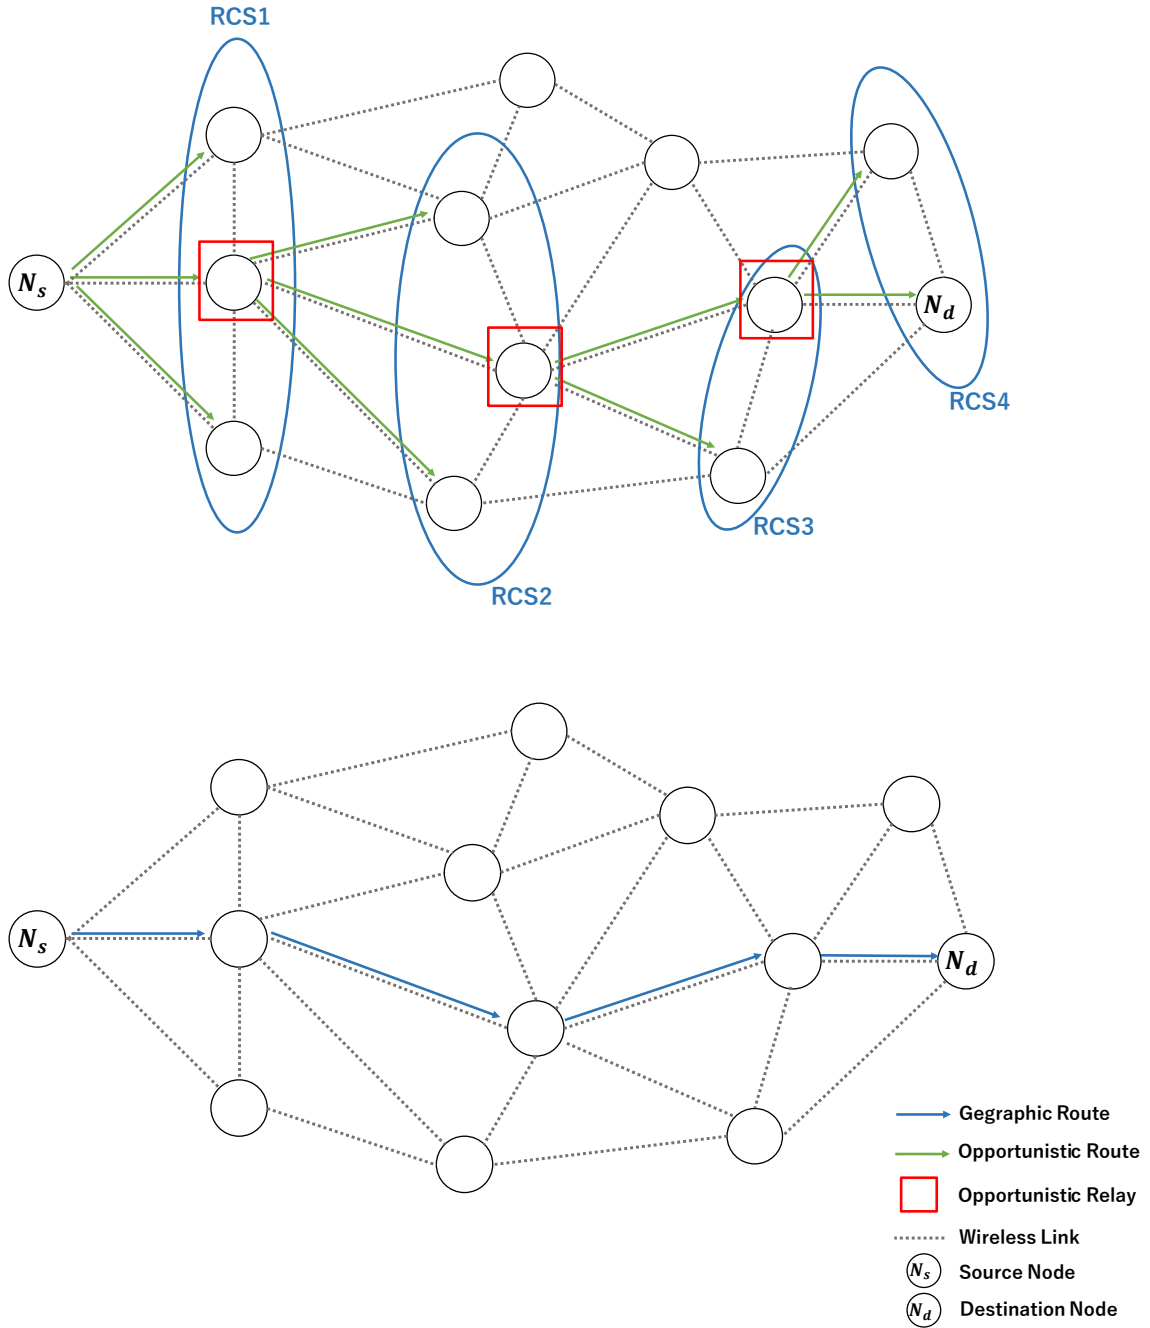 RCS1
N_s
N_d
RCS4
RCS3
RCS2
N_s
N_d
Gegraphic Route
Opportunistic Route
Opportunistic Relay
Wireless Link
N_s Source Node
N_d Destination Node